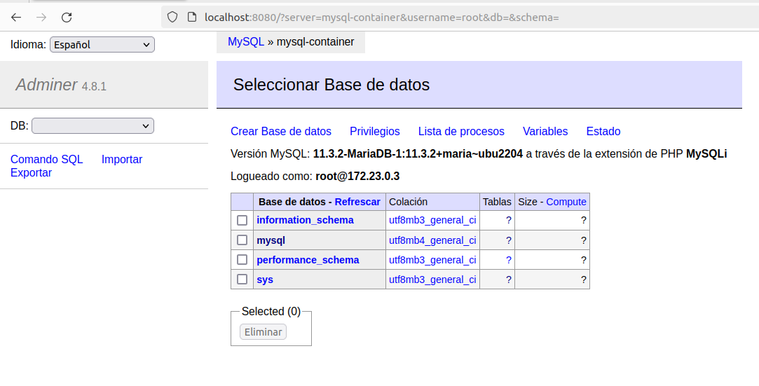 localhost:8080/?server=mysql-container&username=root&db=&schema=
Idioma: Español
MySQL » mysql-container
Adminer 4.8.1
Seleccionar Base de datos
DB:
Crear Base de datos Privilegios Lista de procesos Variables Estado
Comando SQL Importar
Exportar
Versión MySQL: 11.3.2-MariaDB-1:11.3.2+maria~ubu2204 a través de la extensión de PHP MySQLi
Logueado como: root@172.23.0.3
Base de datos - Refrescar Colación Tablas Size - Compute
information_schema utf8mb3_general_ci ? ?
mysql utf8mb4_general_ci ? ?
performance_schema utf8mb3_general_ci ? ?
sys utf8mb3_general_ci ? ?
Selected (0)
Eliminar